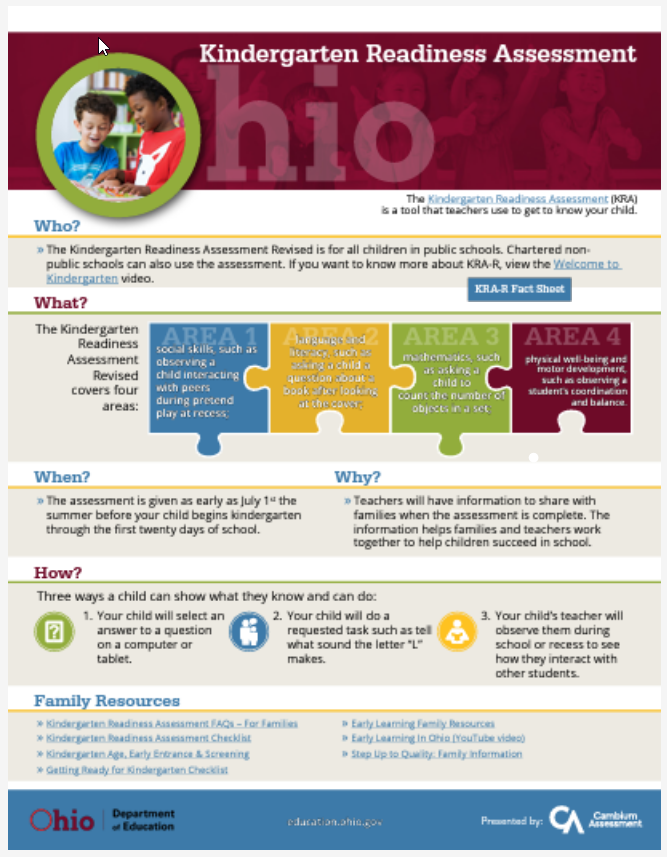 Kindergarten Readiness Assessment
hio
The Kindergarten Readiness Assessment (KRA)
is a tool that teachers use to get to know your child.
Who?
» The Kindergarten Readiness Assessment Revised is for all children in public schools. Chartered non-
public schools can also use the assessment. If you want to know more about KRA-R, view the Welcome to
Kindergarten video.
KRA-R Fact Sheet
What?
The Kindergarten
Readiness
Assessment
Revised
covers four
areas:
AREA 1
social skills, such as
observing a
child interacting
with peers
during pretend
play at recess;
AREA 2
language and
literacy, such as
asking a child a
question about a
book after looking
at the cover;
AREA 3
mathematics, such
as asking a
child to
count the number of
objects in a set;
AREA 4
physical well-being and
motor development,
such as observing a
student's coordination
and balance.
When?
» The assessment is given as early as July 1st the
summer before your child begins kindergarten
through the first twenty days of school.
Why?
» Teachers will have information to share with
families when the assessment is complete. The
information helps families and teachers work
together to help children succeed in school.
How?
Three ways a child can show what they know and can do:
1. Your child will select an
answer to a question
on a computer or
tablet.
2. Your child will do a
requested task such as tell
what sound the letter "L"
makes.
3. Your child's teacher will
observe them during
school or recess to see
how they interact with
other students.
Family Resources
» Kindergarten Readiness Assessment FAQs – For Families
» Kindergarten Readiness Assessment Checklist
» Kindergarten Age, Early Entrance & Screening
» Getting Ready for Kindergarten Checklist
» Early Learning Family Resources
» Early Learning In Ohio (YouTube video)
» Step Up to Quality: Family Information
Ohio
Department
of Education
education.ohio.gov
Presented by:
CA
Cambium
Assessment